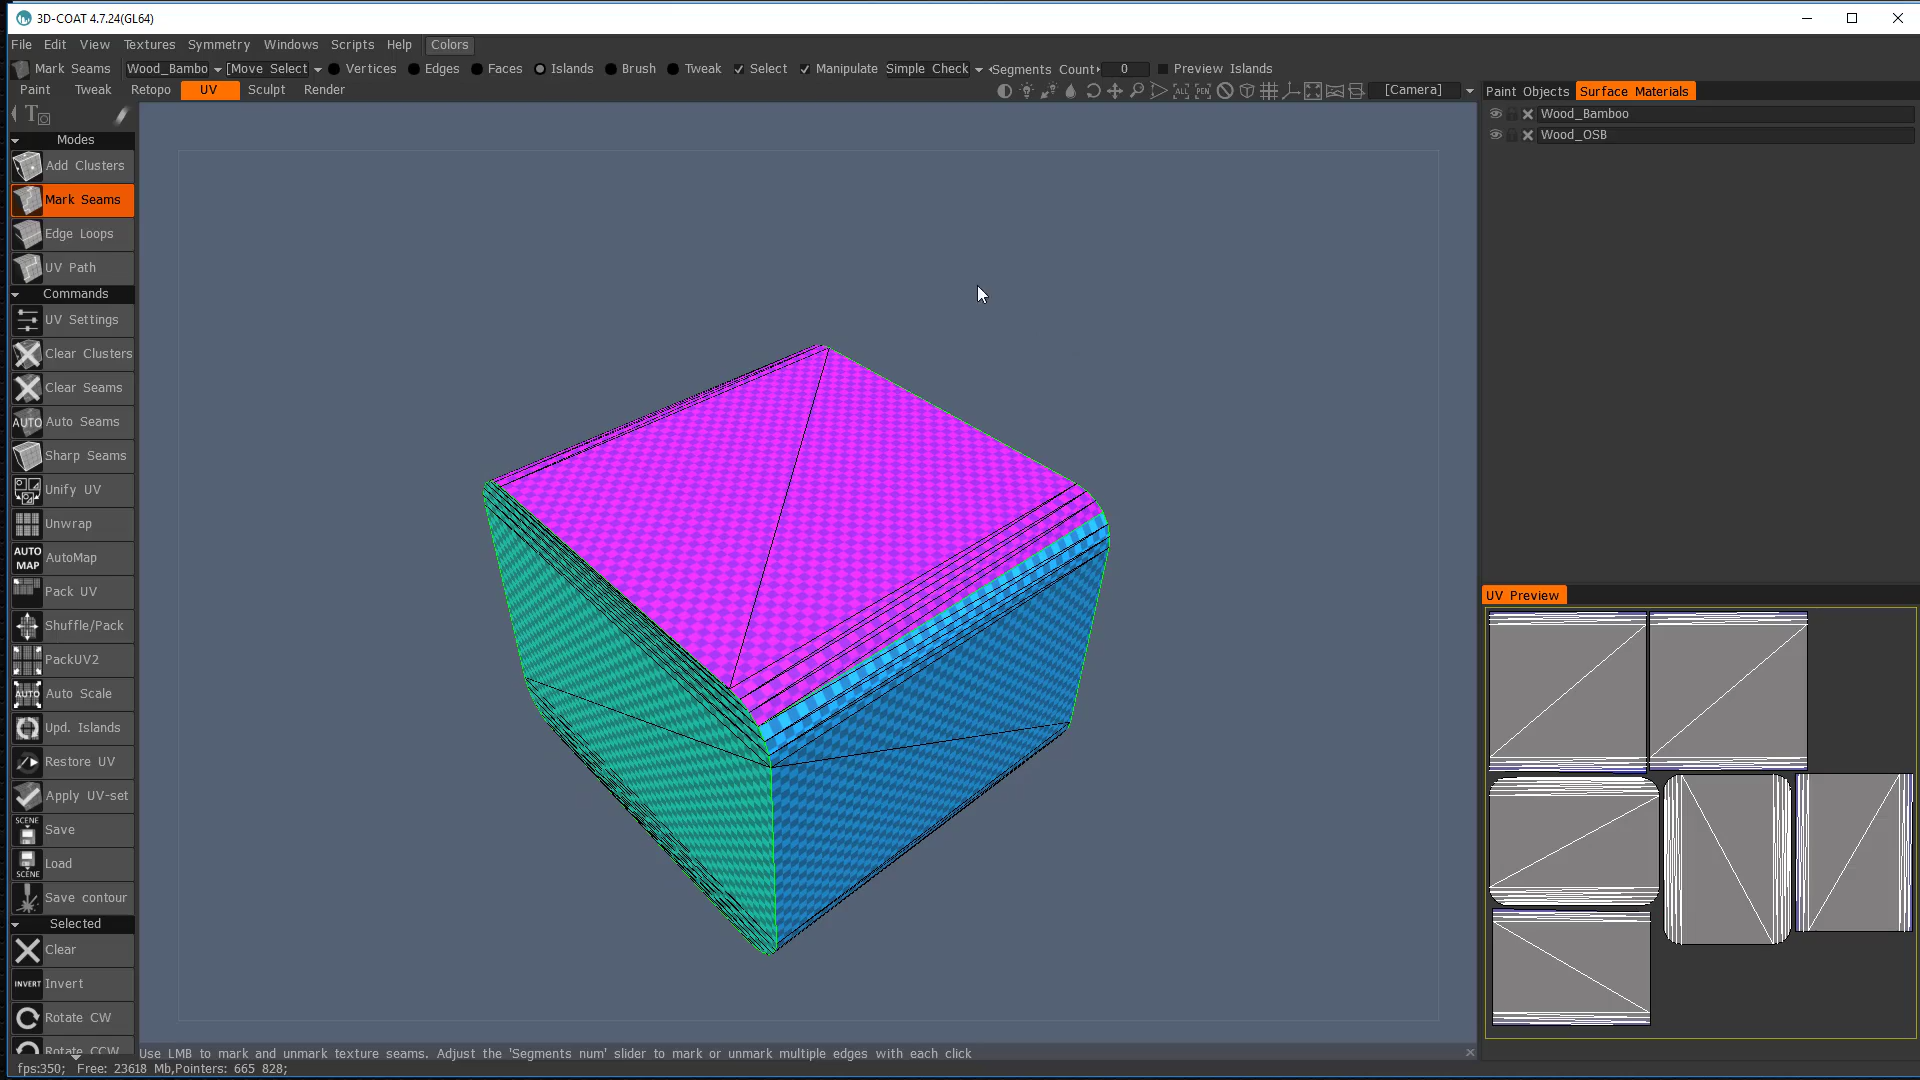 3D-COAT 4.7.24(GL64)
File Edit View Textures Symmetry Windows Scripts Help Colors
Mark Seams Wood_Bambo [Move Select Vertices Edges Faces Islands Brush Tweak Select Manipulate Simple Check Segments Count 0 Preview Islands
Paint Tweak Retopo UV Sculpt Render ALL PEN [Camera] Paint Objects Surface Materials
Wood_Bamboo
Wood_OSB
Modes
Add Clusters
Mark Seams
Edge Loops
UV Path
Commands
UV Settings
Clear Clusters
Clear Seams
AUTO Auto Seams
Sharp Seams
Unify UV
Unwrap
AUTO MAP AutoMap
Pack UV
Shuffle/Pack
PackUV2
AUTO Auto Scale
Upd. Islands
Restore UV
Apply UV-set
SCENE Save
SCENE Load
Save contour
Selected
Clear
INVERT Invert
Rotate CW
Rotate CCW
UV Preview
Use LMB to mark and unmark texture seams. Adjust the 'Segments num' slider to mark or unmark multiple edges with each click
fps:350; Free: 23618 Mb,Pointers: 665 828;